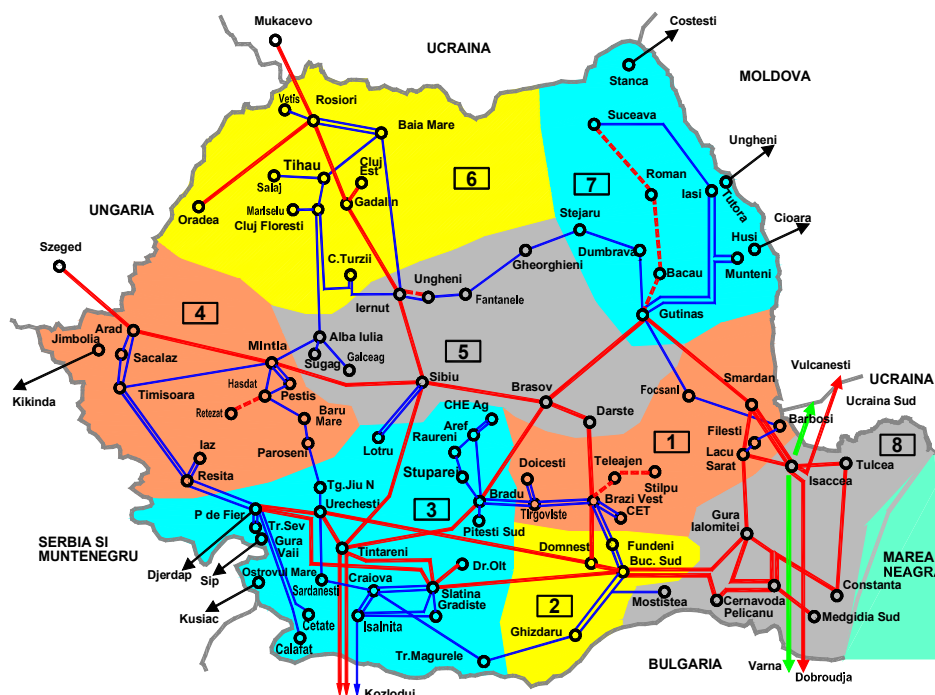 Mukacevo
UCRAINA
Costesti
Stanca
MOLDOVA
Vetis
Rosiori
Baia Mare
Suceava
Ungheni
Tihau
Cluj
Est
Salaj
6
7
Roman
Iasi
Tutora
Oradea
Mariselu
Gadalin
Cluj Floresti
UNGARIA
Stejaru
Cioara
Husi
Szeged
C.Turzii
Ungheni
Gheorghieni
Dumbrava
Munteni
Bacau
Iernut
Fantanele
4
Gutinas
Arad
Alba Iulia
Jimbolia
MIntIa
5
Sacalaz
Sugag
Galceag
Vulcanesti
Kikinda
Hasdat
Pestis
Sibiu
Brasov
FocsanI
Smardan
UCRAINA
Timisoara
Ucraina Sud
Retezat
Baru
Mare
CHE Ag
Darste
Barbosi
Aref
Raureni
1
Filesti
8
Iaz
Paroseni
Lotru
Doicesti
Teleajen
Lacu
Sarat
Tulcea
Resita
Stuparei
Stilpu
Isaccea
Tg.Jiu N
Bradu
Brazi Vest
P de Fier
Urechesti
3
Tirgoviste
CET
Gura
Ialomitei
SERBIA SI
MUNTENEGRU
Tr.Sev
Gura
Vaii
Pitesti Sud
Fundeni
Tintareni
Domnest
MAREA
NEAGRA
Djerdap
Sip
Dr.Olt
Buc. Sud
Ostrovul Mare
Sardanesti
Craiova
Slatina
Gradiste
Constanta
Kusiac
2
Mostistea
Cernavoda
Pelicanu
Medgidia Sud
Cetate
Isalnita
Calafat
Ghizdaru
Tr.Magurele
BULGARIA
Varna
Dobroudja
Kozlodui